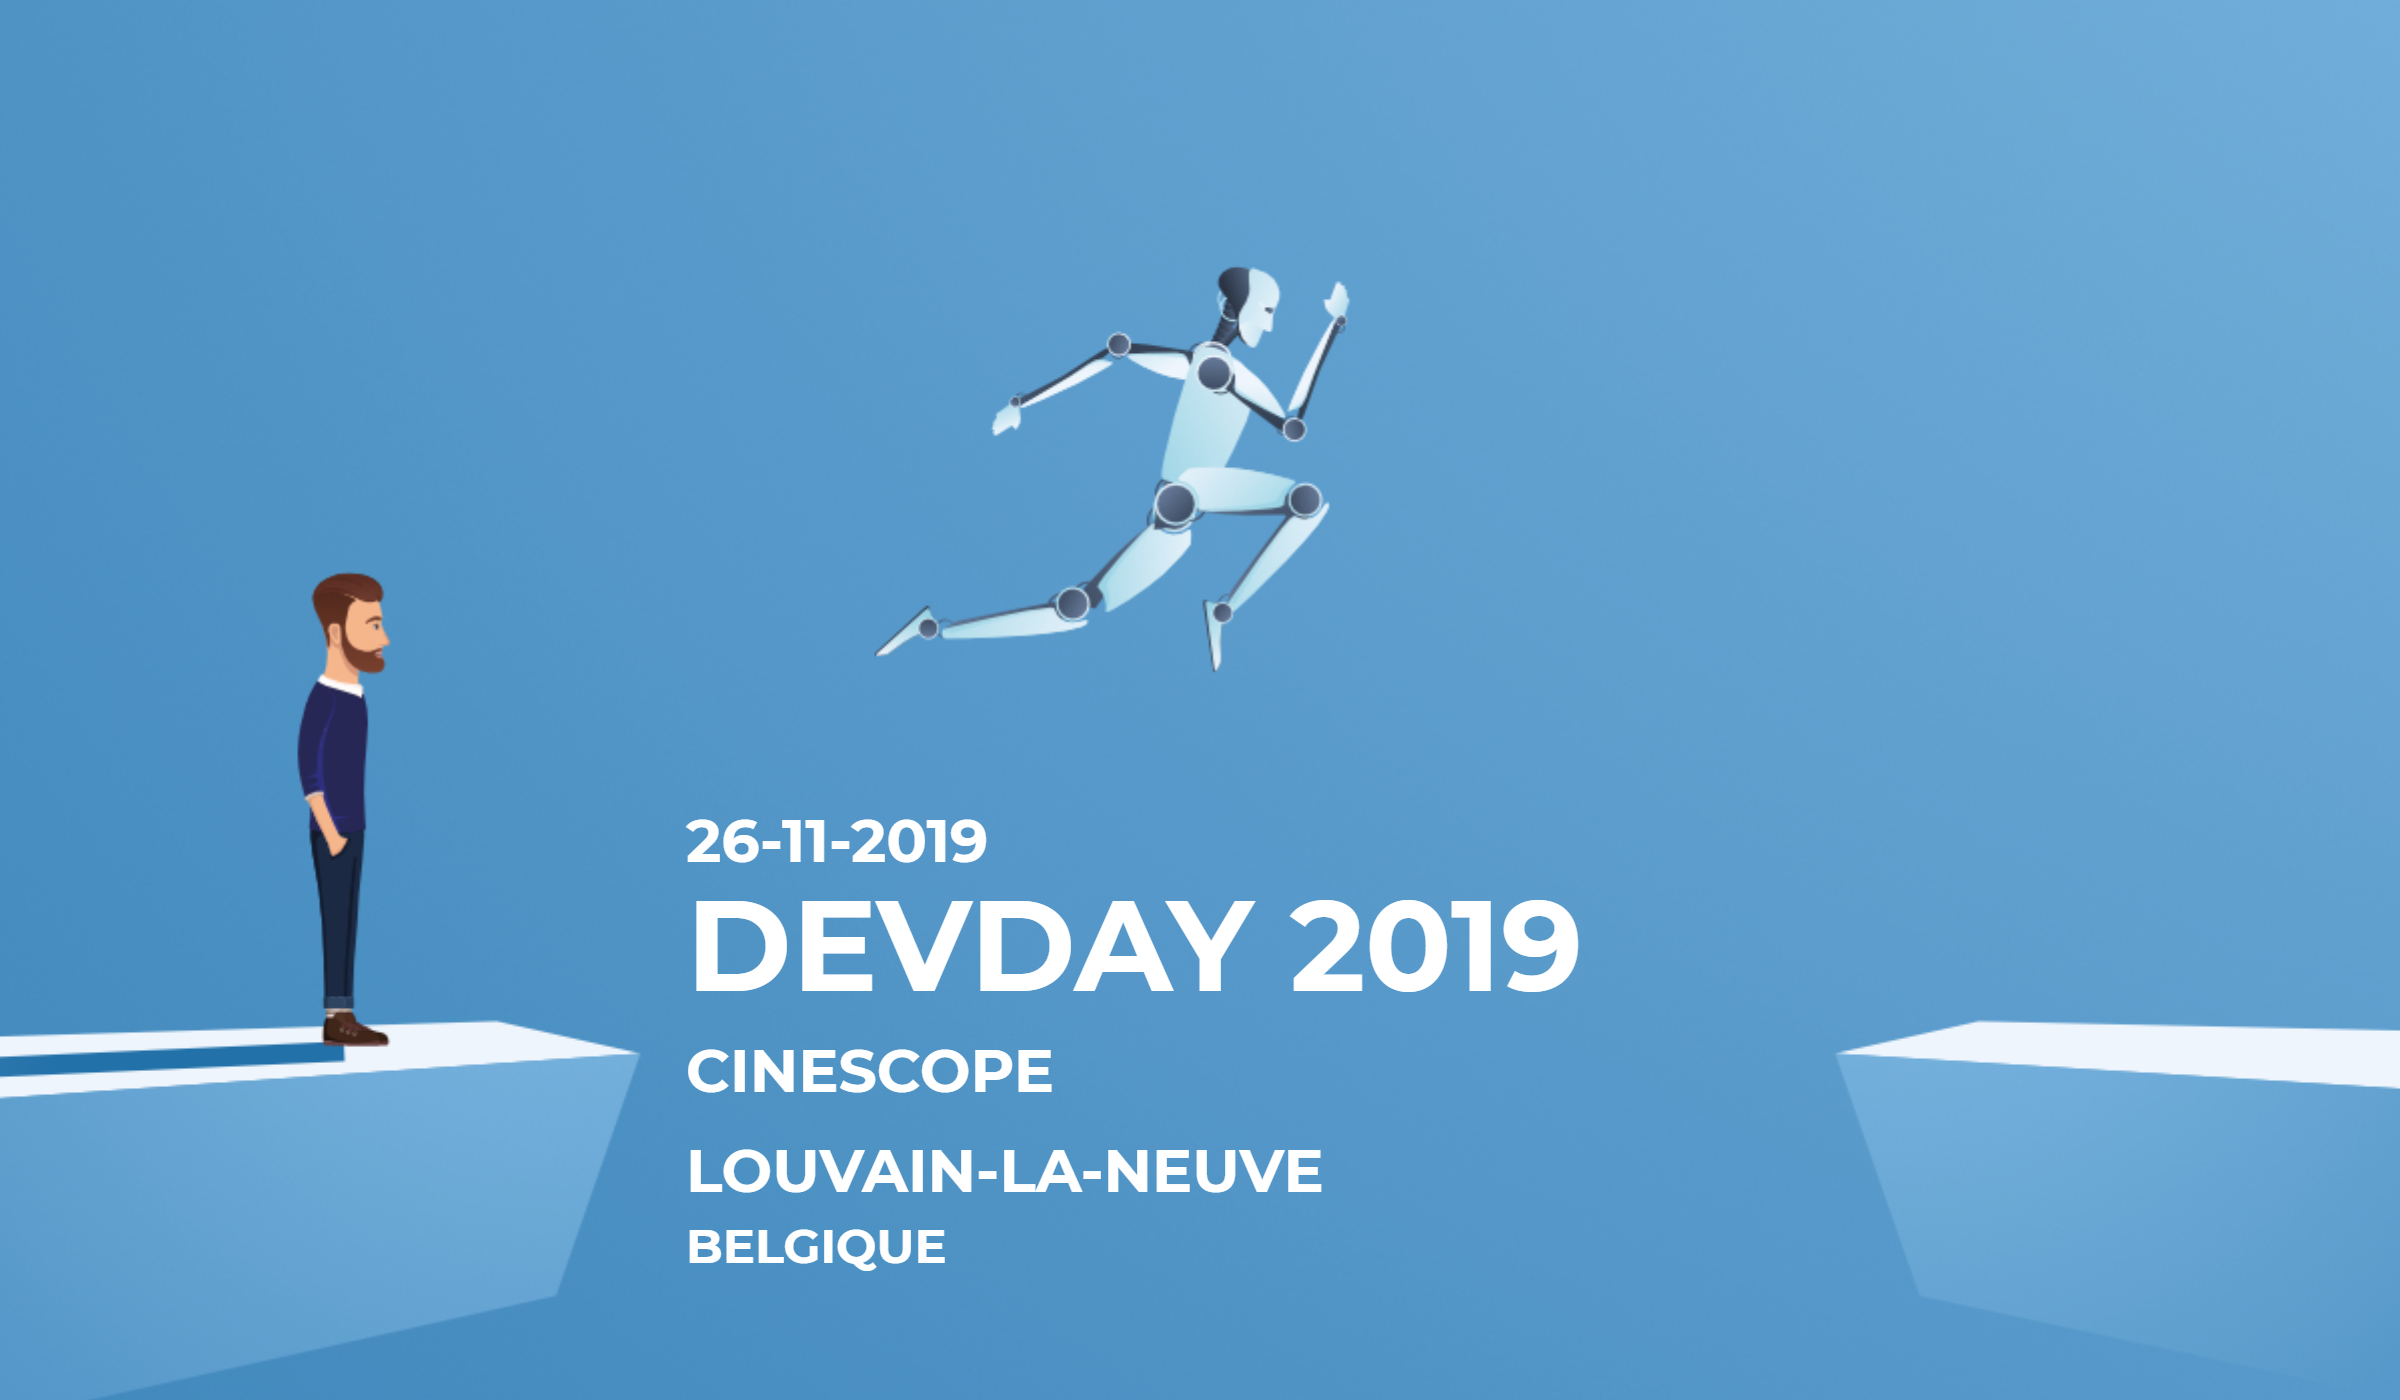 26-11-2019
DEVDAY 2019
CINESCOPE
LOUVAIN-LA-NEUVE
BELGIQUE